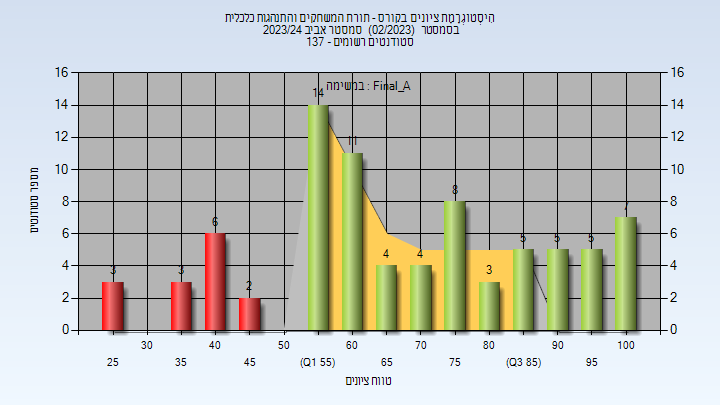 הִיסְטוֹגְרַמַת ציונים בקורס - תורת המשחקים והתנהגות כלכלית
בסמסטר (02/2023) סמסטר אביב 2023/24
סטודנטים רשומים - 137
במשימה : Final_A
מספר סטודנטים
16 16
14 14
12 12
10 10
8 8
6 6
4 4
2 2
0 0
3 3 6 2 14 11 4 4 8 3 5 5 5 7
30 40 50 60 70 80 90 100
25 35 45 (Q1 55) 65 75 (Q3 85) 95
טווח ציונים